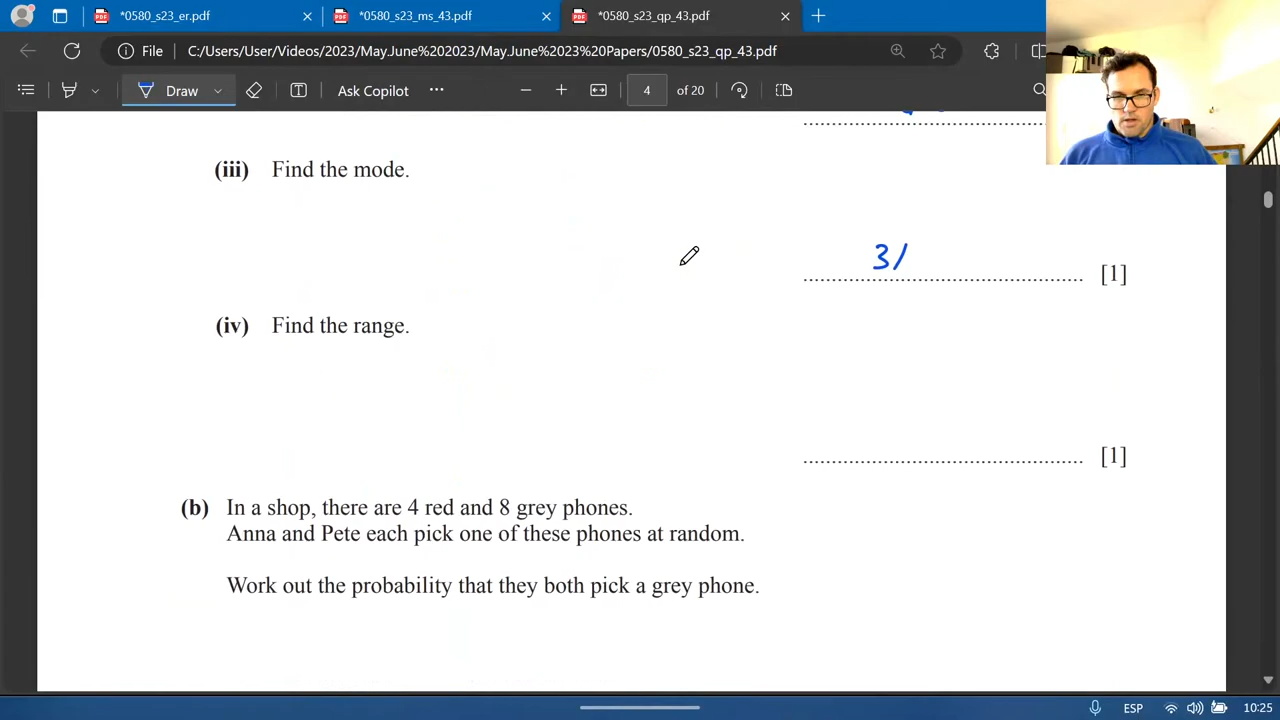 *0580_s23_er.pdf
*0580_s23_ms_43.pdf
*0580_s23_qp_43.pdf
File C:/Users/User/Videos/2023/May.June%202023/May.June%2023%20Papers/0580_s23_qp_43.pdf
Draw Ask Copilot 4 of 20
(iii) Find the mode.
31
[1]
(iv) Find the range.
[1]
(b) In a shop, there are 4 red and 8 grey phones.
Anna and Pete each pick one of these phones at random.
Work out the probability that they both pick a grey phone.
ESP 10:25